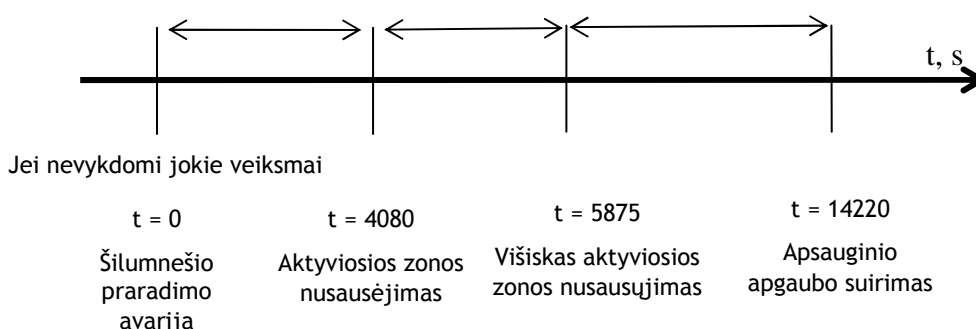 t, s
Jei nevykdomi jokie veiksmai
t = 0
Šilumnešio
praradimo
avarija
t = 4080
Aktyviosios zonos
nusausėjimas
t = 5875
Višiskas aktyviosios
zonos nusausųjimas
t = 14220
Apsauginio
apgaubo suirimas